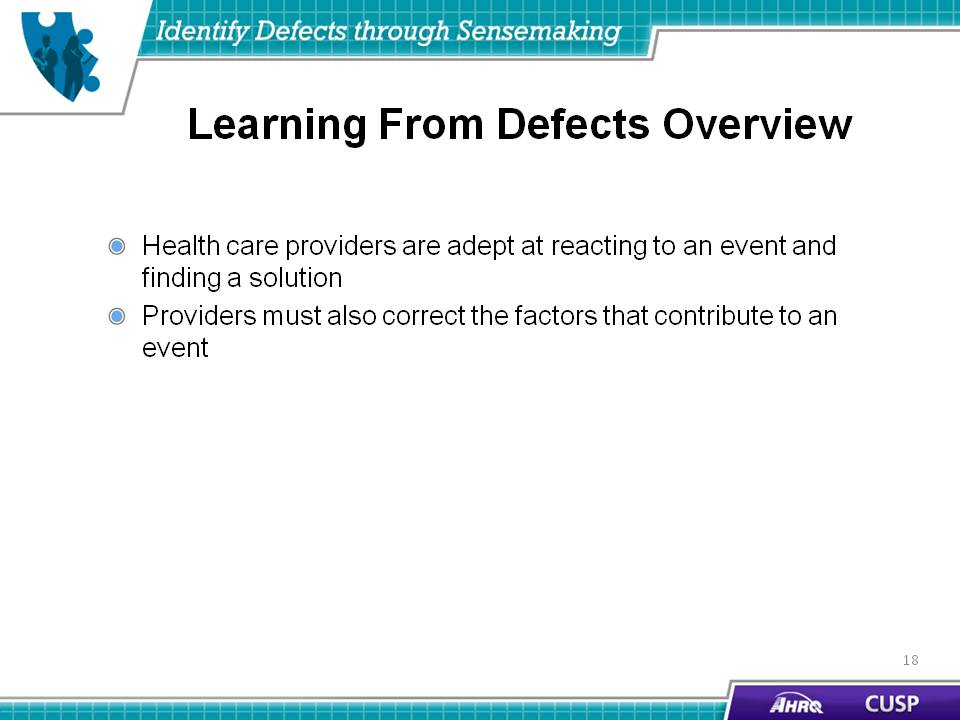 Identify Defects through Sensemaking
Learning From Defects Overview
Health care providers are adept at reacting to an event and
finding a solution
Providers must also correct the factors that contribute to an
event
18
AHRQ
CUSP